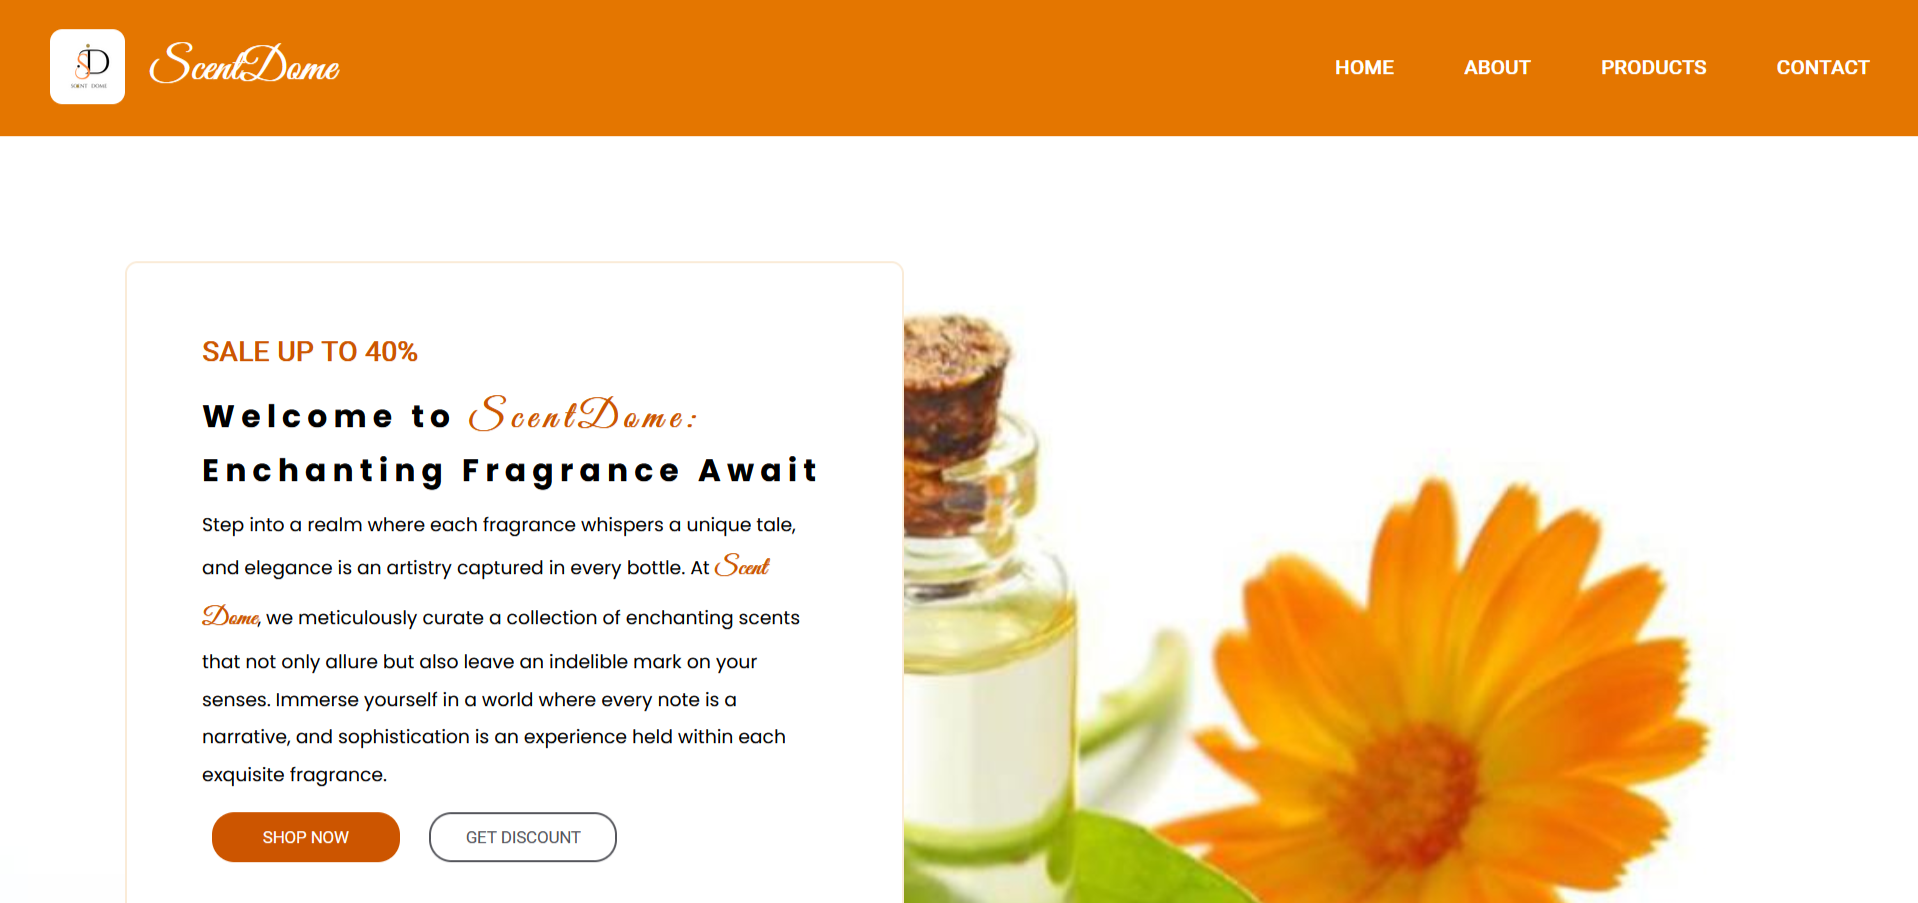 SD
SCENT DOME
ScentDome
HOME ABOUT PRODUCTS CONTACT
SALE UP TO 40%
Welcome to ScentDome:
Enchanting Fragrance Await
Step into a realm where each fragrance whispers a unique tale,
and elegance is an artistry captured in every bottle. At Scent
Dome, we meticulously curate a collection of enchanting scents
that not only allure but also leave an indelible mark on your
senses. Immerse yourself in a world where every note is a
narrative, and sophistication is an experience held within each
exquisite fragrance.
SHOP NOW GET DISCOUNT